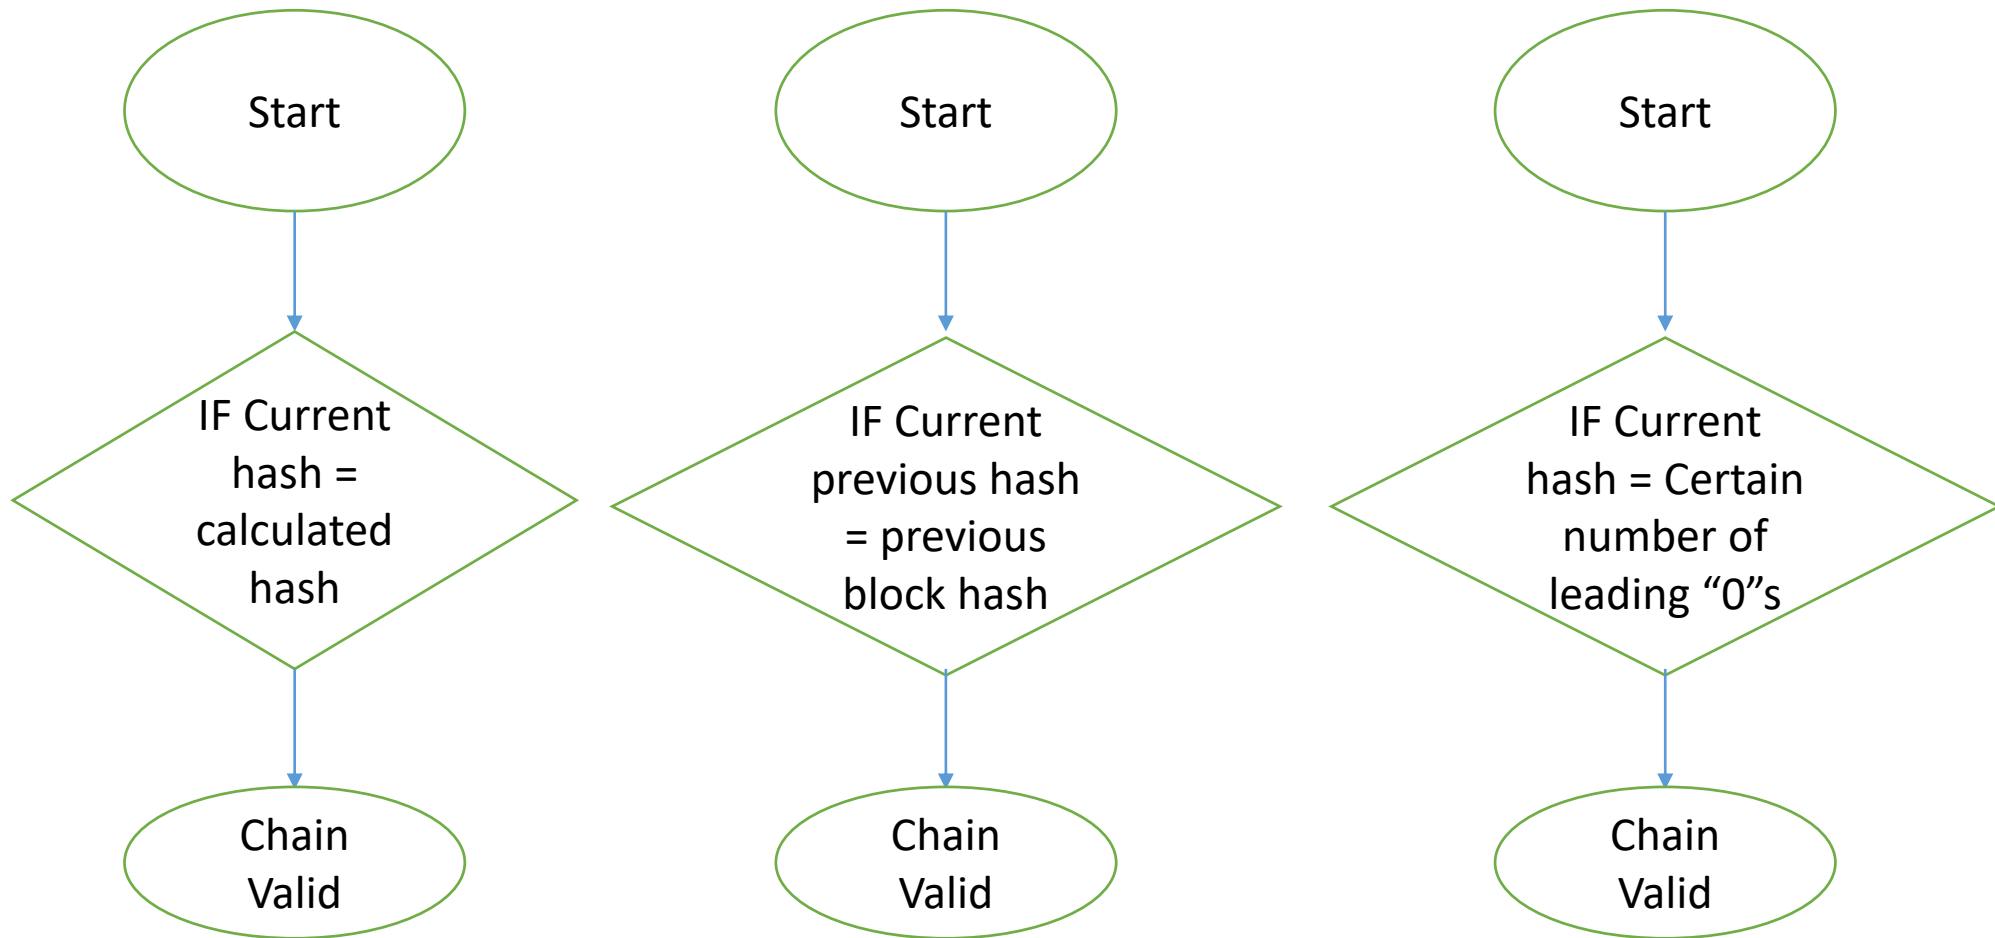 Start
IF Current
hash =
calculated
hash
Chain
Valid
Start
IF Current
previous hash
= previous
block hash
Chain
Valid
Start
IF Current
hash = Certain
number of
leading “0”s
Chain
Valid